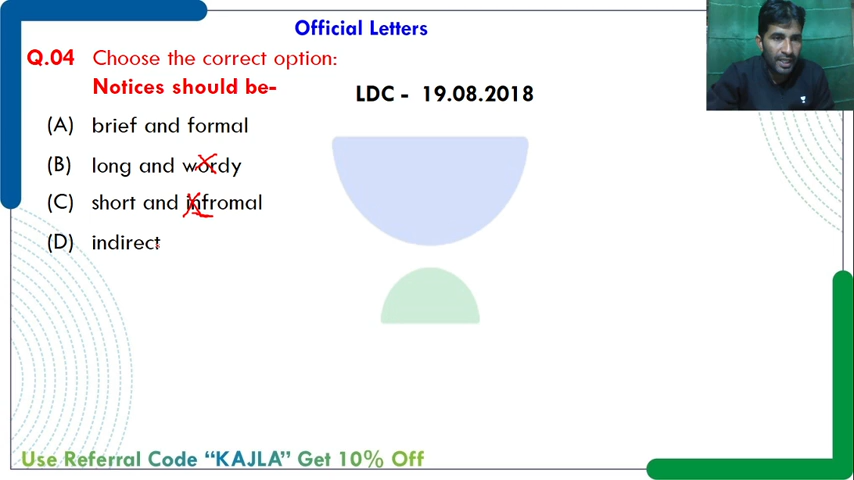 Official Letters
Q.04 Choose the correct option:
Notices should be-
LDC - 19.08.2018
(A) brief and formal
(B) long and wordy
(C) short and infromal
(D) indirect
Use Referral Code “KAJLA” Get 10% Off